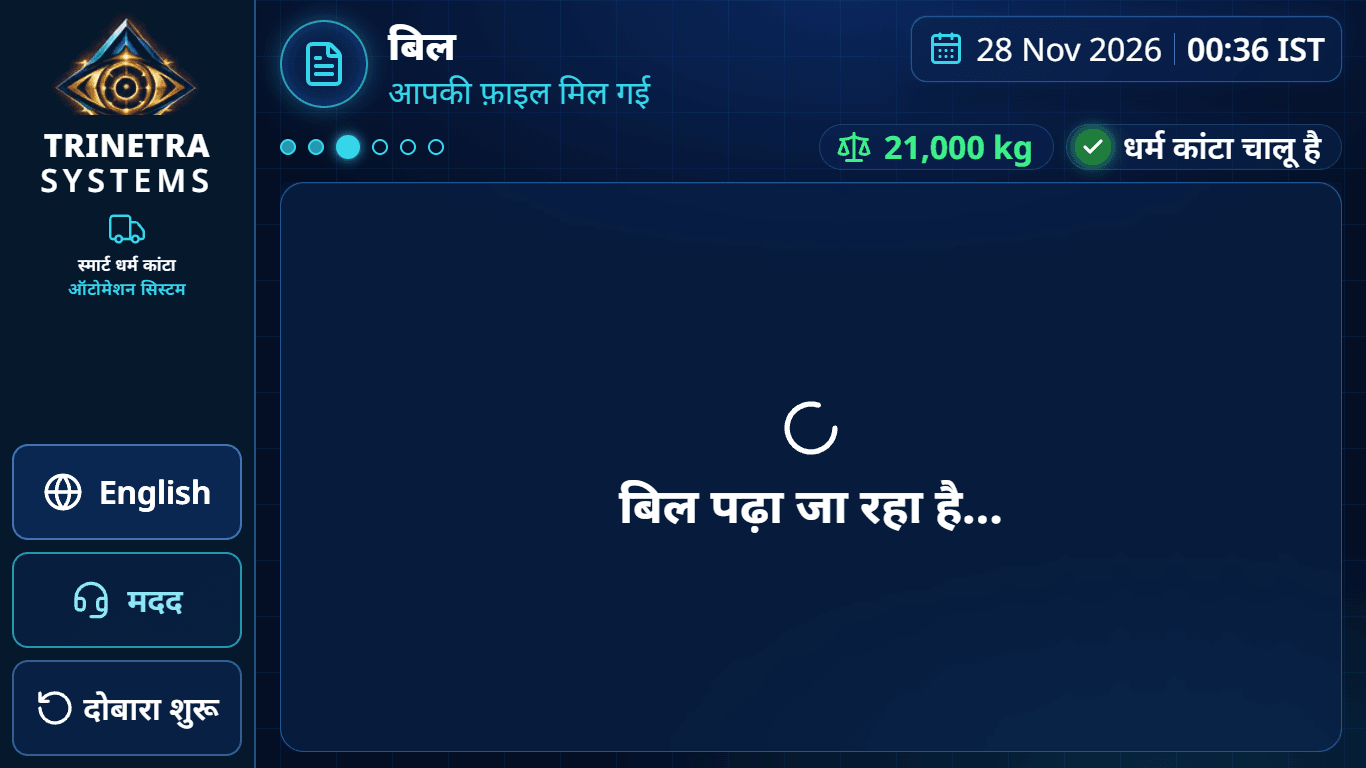 TRINETRA
SYSTEMS
स्मार्ट धर्म कांटा
ऑटोमेशन सिस्टम
English
मदद
दोबारा शुरू
बिल
आपकी फ़ाइल मिल गई
28 Nov 2026 00:36 IST
21,000 kg
धर्म कांटा चालू है
बिल पढ़ा जा रहा है...